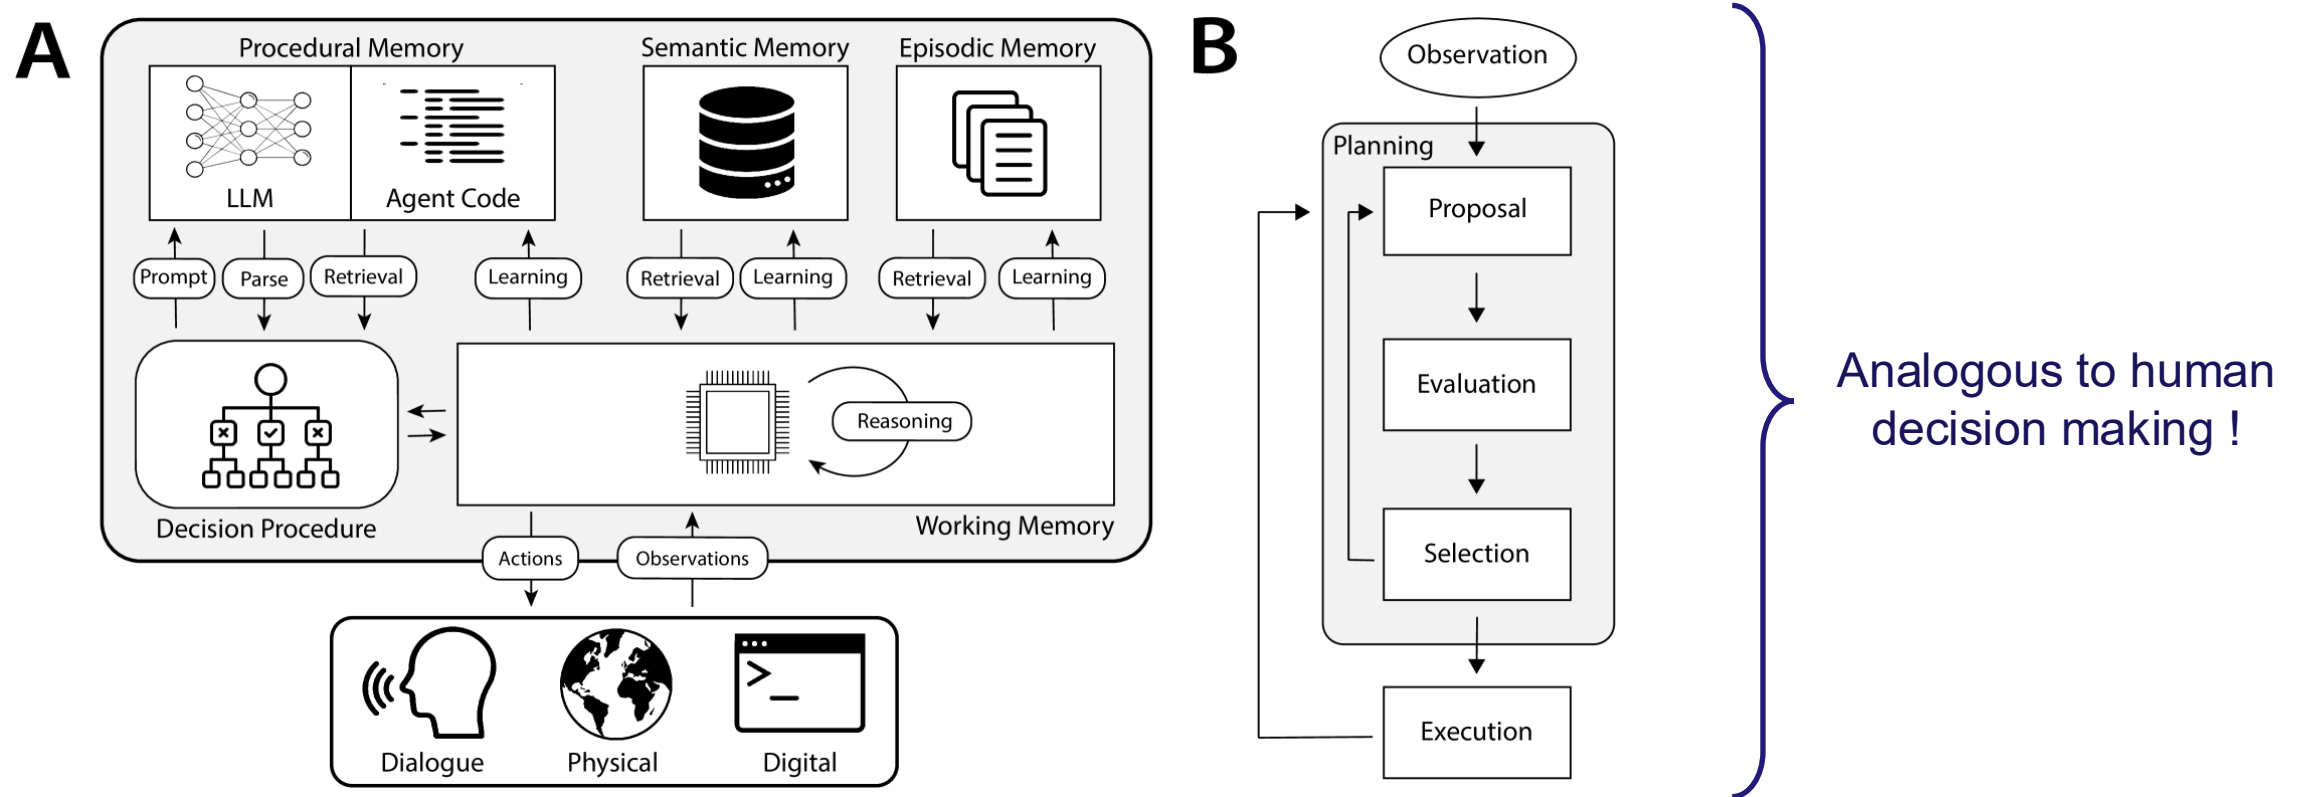 A
Procedural Memory
Semantic Memory
Episodic Memory
LLM
Agent Code
Prompt
Parse
Retrieval
Learning
Retrieval
Learning
Retrieval
Learning
Reasoning
Decision Procedure
Working Memory
Actions
Observations
Dialogue
Physical
Digital
B
Observation
Planning
Proposal
Evaluation
Selection
Execution
Analogous to human
decision making !